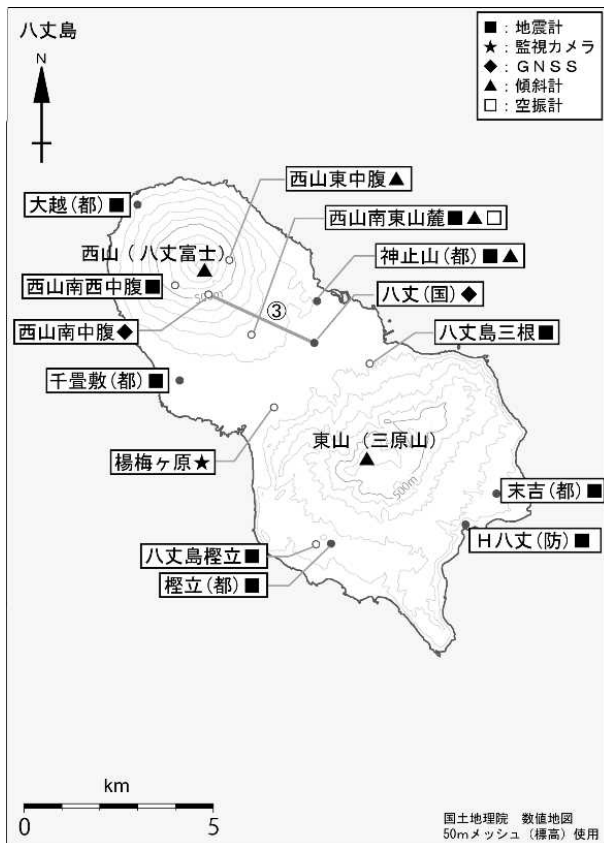 八丈島
N
■：地震計
★：監視カメラ
◆：ＧＮＳＳ
▲：傾斜計
□：空振計
西山東中腹▲
大越(都)■
西山南東山麓■▲□
西山（八丈富士）
神止山(都)■▲
西山南西中腹■
八丈(国)◆
500m
③
西山南中腹◆
八丈島三根■
千畳敷(都)■
東山（三原山）
楊梅ヶ原★
500m
末吉(都)■
Ｈ八丈(防)■
八丈島樫立■
樫立(都)■
km
0 5
国土地理院　数値地図
50mメッシュ（標高）使用